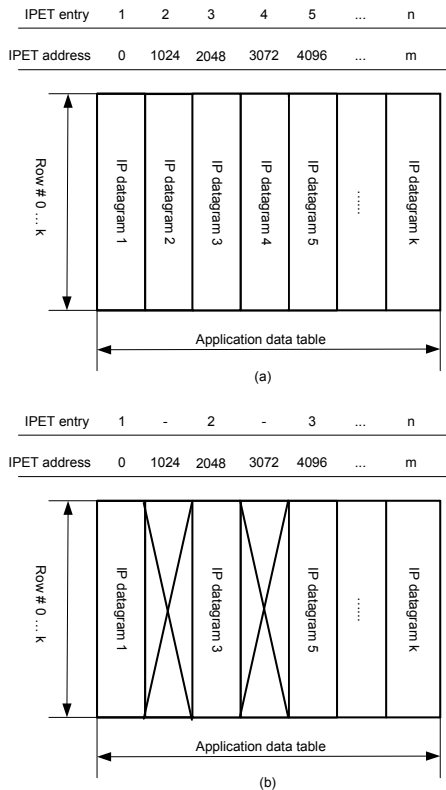 IPET entry 1 2 3 4 5 ... n
IPET address 0 1024 2048 3072 4096 ... m
Row # 0 ... k
IP datagram 1
IP datagram 2
IP datagram 3
IP datagram 4
IP datagram 5
......
IP datagram k
Application data table
(a)
IPET entry 1 - 2 - 3 ... n
IPET address 0 1024 2048 3072 4096 ... m
Row # 0 ... k
IP datagram 1
IP datagram 3
IP datagram 5
......
IP datagram k
Application data table
(b)